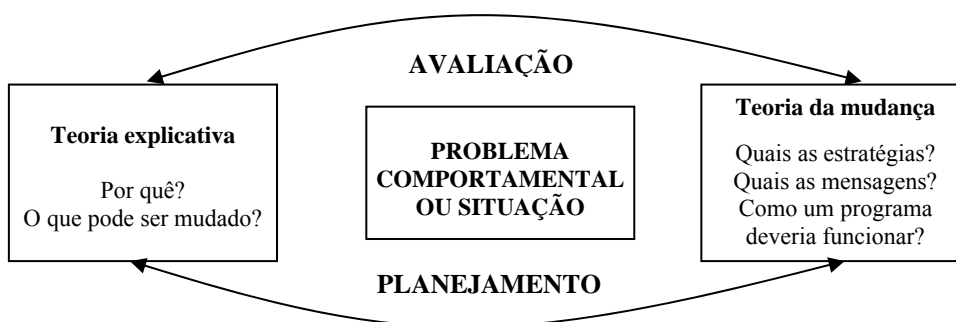 AVALIAÇÃO
Teoria explicativa
Por quê?
O que pode ser mudado?
PROBLEMA
COMPORTAMENTAL
OU SITUAÇÃO
Teoria da mudança
Quais as estratégias?
Quais as mensagens?
Como um programa
deveria funcionar?
PLANEJAMENTO